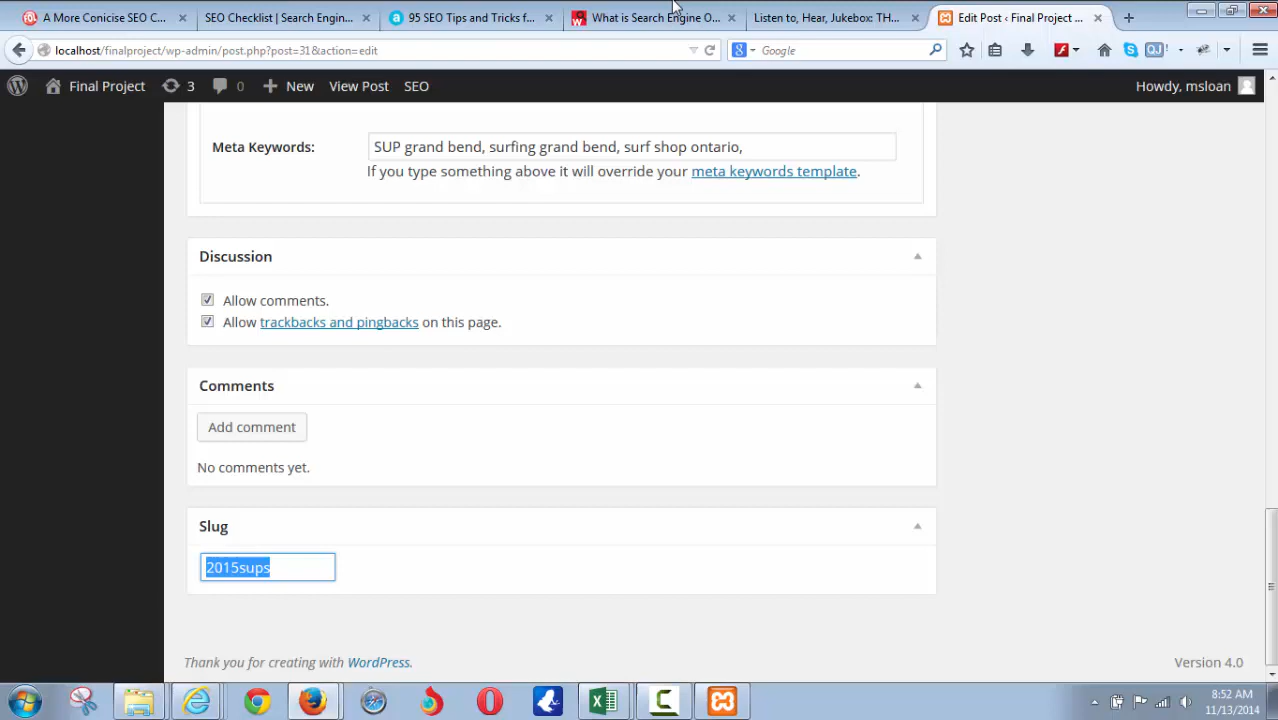 A More Conicise SEO C...
SEO Checklist | Search Engin...
95 SEO Tips and Tricks f...
What is Search Engine O...
Listen to, Hear, Jukebox: TH...
Edit Post ‹ Final Project ...
localhost/finalproject/wp-admin/post.php?post=31&action=edit
Google
Final Project 3 0 New View Post SEO Howdy, msloan
Meta Keywords: SUP grand bend, surfing grand bend, surf shop ontario,
If you type something above it will override your meta keywords template.
Discussion
Allow comments.
Allow trackbacks and pingbacks on this page.
Comments
Add comment
No comments yet.
Slug
2015sups
Thank you for creating with WordPress. Version 4.0
8:52 AM
11/13/2014